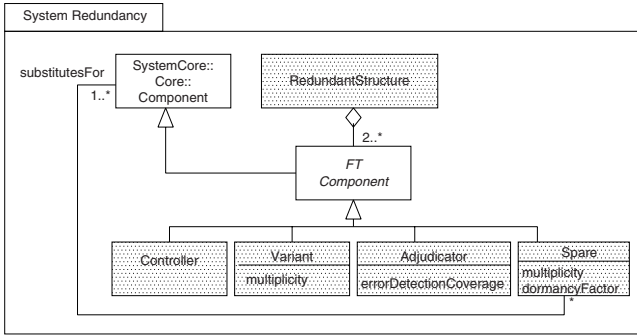 System Redundancy
substitutesFor
1..*
SystemCore::
Core::
Component
RedundantStructure
2..*
FT
Component
Controller
Variant
multiplicity
Adjudicator
errorDetectionCoverage
Spare
multiplicity
dormancyFactor
*